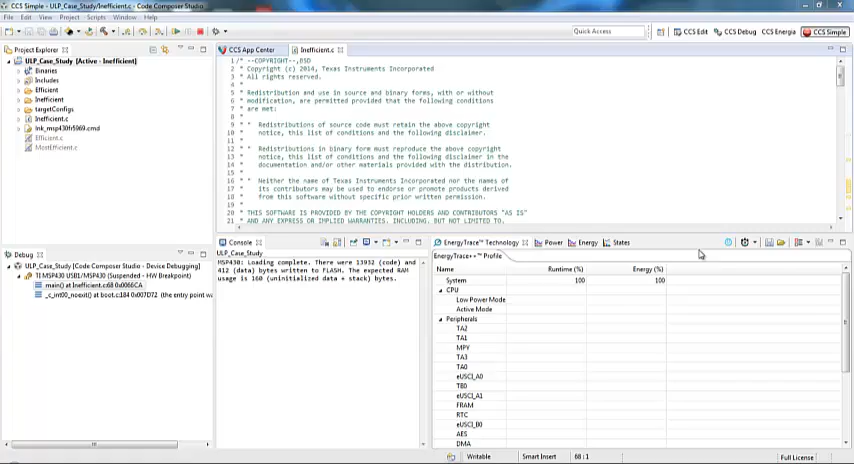 CCS Simple - ULP_Case_Study/Inefficient.c - Code Composer Studio
File Edit View Project Scripts Window Help
Quick Access
CCS Edit CCS Debug CCS Energia CCS Simple
Project Explorer
ULP_Case_Study [Active - Inefficient]
Binaries
Includes
Efficient
Inefficient
targetConfigs
Inefficient.c
lnk_msp430fr5969.cmd
Efficient.c
MostEfficient.c
CCS App Center Inefficient.c
1 /* --COPYRIGHT--,BSD
2 * Copyright (c) 2014, Texas Instruments Incorporated
3 * All rights reserved.
4 *
5 * Redistribution and use in source and binary forms, with or without
6 * modification, are permitted provided that the following conditions
7 * are met:
8 *
9 * * Redistributions of source code must retain the above copyright
10 * notice, this list of conditions and the following disclaimer.
11 *
12 * * Redistributions in binary form must reproduce the above copyright
13 * notice, this list of conditions and the following disclaimer in the
14 * documentation and/or other materials provided with the distribution.
15 *
16 * * Neither the name of Texas Instruments Incorporated nor the names of
17 * its contributors may be used to endorse or promote products derived
18 * from this software without specific prior written permission.
19 *
20 * THIS SOFTWARE IS PROVIDED BY THE COPYRIGHT HOLDERS AND CONTRIBUTORS "AS IS"
21 * AND ANY EXPRESS OR IMPLIED WARRANTIES, INCLUDING, BUT NOT LIMITED TO,
Debug
ULP_Case_Study [Code Composer Studio - Device Debugging]
TI MSP430 USB1/MSP430 (Suspended - HW Breakpoint)
main() at Inefficient.c:68 0x0066CA
_c_int00_noexit() at boot.c:184 0x007D72 (the entry point wa
Console
ULP_Case_Study
MSP430: Loading complete. There were 13932 (code) and
412 (data) bytes written to FLASH. The expected RAM
usage is 160 (uninitialized data + stack) bytes.
EnergyTrace™ Technology Power Energy States
EnergyTrace++™ Profile
Name Runtime (%) Energy (%)
System 100 100
CPU
Low Power Mode
Active Mode
Peripherals
TA2
TA1
MPY
TA3
TA0
eUSCI_A0
TB0
eUSCI_A1
FRAM
RTC
eUSCI_B0
AES
DMA
Writable Smart Insert 68 : 1 Full License